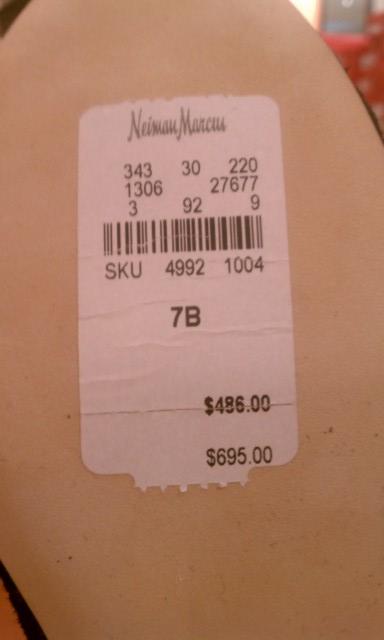 Neiman Marcus
343 30 220
1306 27677
3 92 9
SKU 4992 1004
7B
$486.00
$695.00